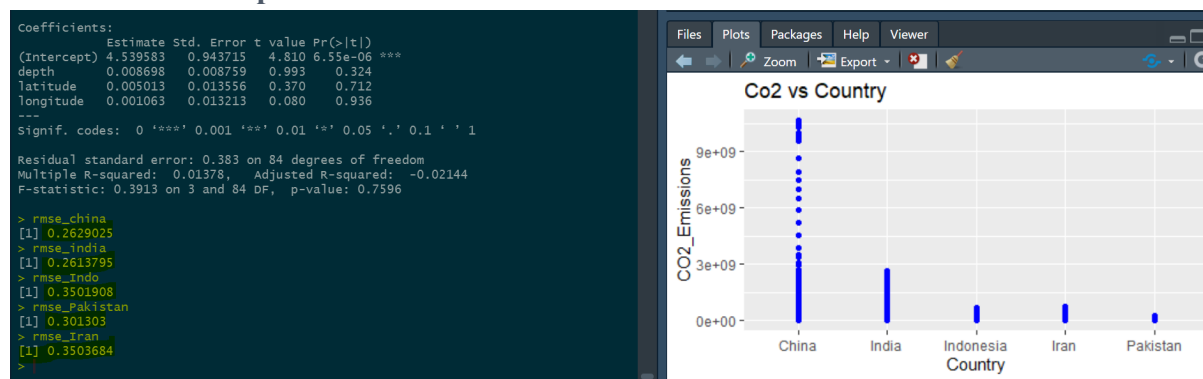 Coefficients:
Estimate Std. Error t value Pr(>|t|)
(Intercept) 4.539583 0.943715 4.810 6.55e-06 ***
depth 0.008698 0.008759 0.993 0.324
latitude 0.005013 0.013556 0.370 0.712
longitude 0.001063 0.013213 0.080 0.936
---
Signif. codes: 0 ‘***’ 0.001 ‘**’ 0.01 ‘*’ 0.05 ‘.’ 0.1 ‘ ’ 1
Residual standard error: 0.383 on 84 degrees of freedom
Multiple R-squared: 0.01378, Adjusted R-squared: -0.02144
F-statistic: 0.3913 on 3 and 84 DF, p-value: 0.7596
> rmse_china
[1] 0.2629025
> rmse_india
[1] 0.2613795
> rmse_Indo
[1] 0.3501908
> rmse_Pakistan
[1] 0.301303
> rmse_Iran
[1] 0.3503684
>
Files Plots Packages Help Viewer
Zoom Export
Co2 vs Country
CO2_Emissions
9e+09
6e+09
3e+09
0e+00
China India Indonesia Iran Pakistan
Country